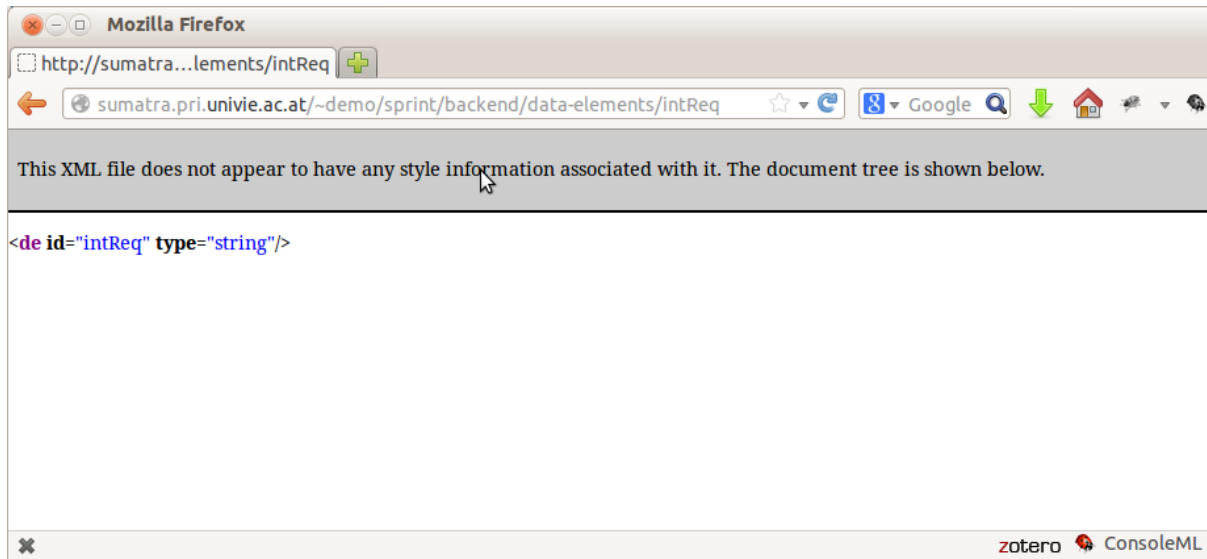 Mozilla Firefox
http://sumatra...lements/intReq
sumatra.pri.univie.ac.at/~demo/sprint/backend/data-elements/intReq
8 Google
This XML file does not appear to have any style information associated with it. The document tree is shown below.
<de id="intReq" type="string"/>
zotero ConsoleML